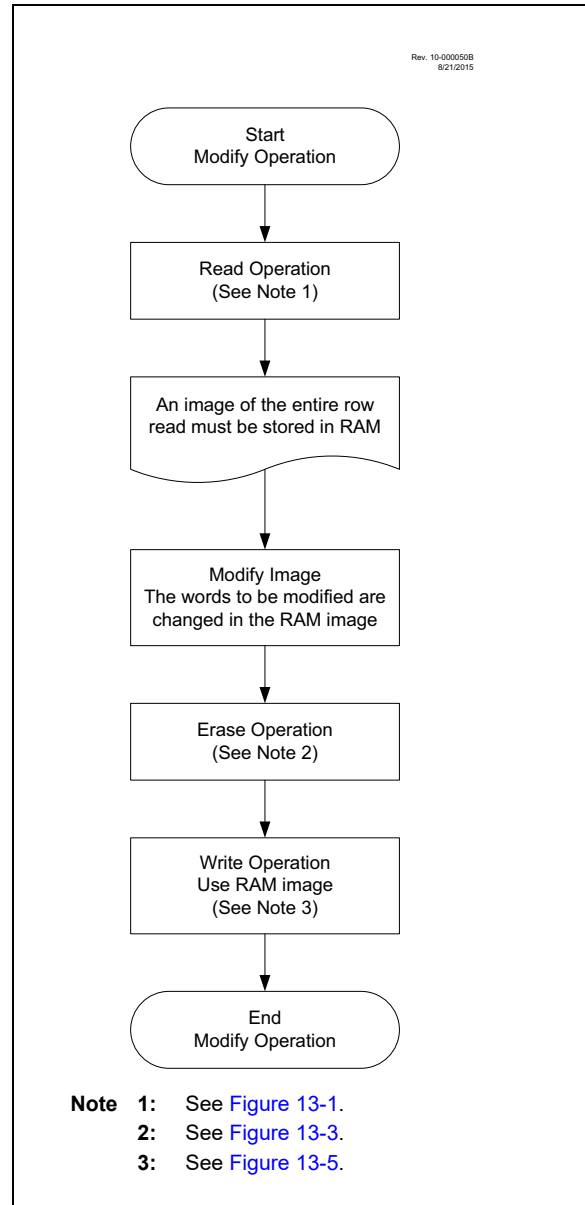 Rev. 10-000050B
8/21/2015
Start
Modify Operation
Read Operation
(See Note 1)
An image of the entire row
read must be stored in RAM
Modify Image
The words to be modified are
changed in the RAM image
Erase Operation
(See Note 2)
Write Operation
Use RAM image
(See Note 3)
End
Modify Operation
Note 1: See Figure 13-1.
2: See Figure 13-3.
3: See Figure 13-5.